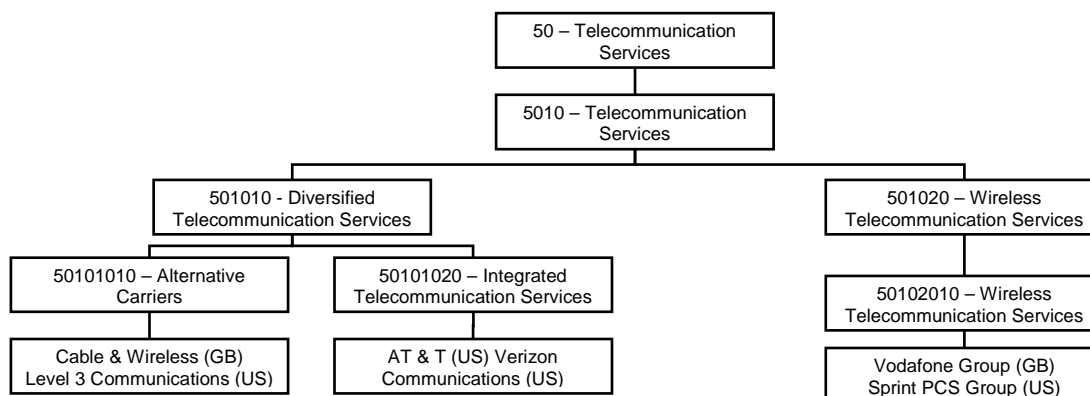 50 – Telecommunication
Services
5010 – Telecommunication
Services
501010 - Diversified
Telecommunication Services
501020 – Wireless
Telecommunication Services
50101010 – Alternative
Carriers
50101020 – Integrated
Telecommunication Services
50102010 – Wireless
Telecommunication Services
Cable & Wireless (GB)
Level 3 Communications (US)
AT & T (US) Verizon
Communications (US)
Vodafone Group (GB)
Sprint PCS Group (US)